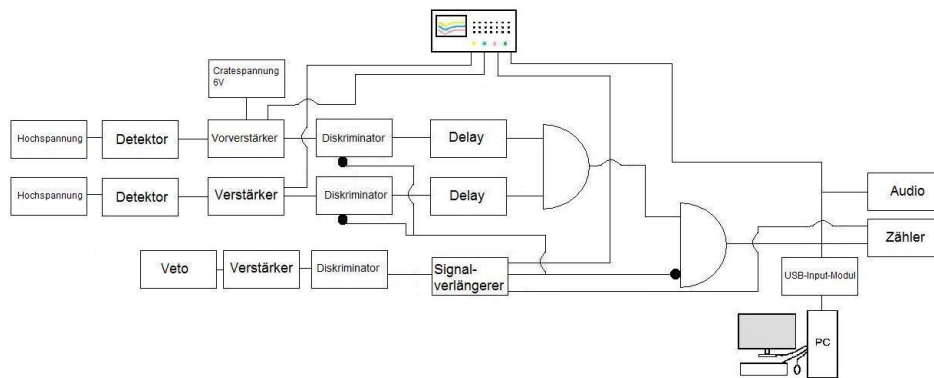 Cratespannung
6V
Hochspannung
Detektor
Vorverstärker
Diskriminator
Delay
Hochspannung
Detektor
Verstärker
Diskriminator
Delay
Audio
Zähler
Veto
Verstärker
Diskriminator
Signal-
verlängerer
USB-Input-Modul
PC